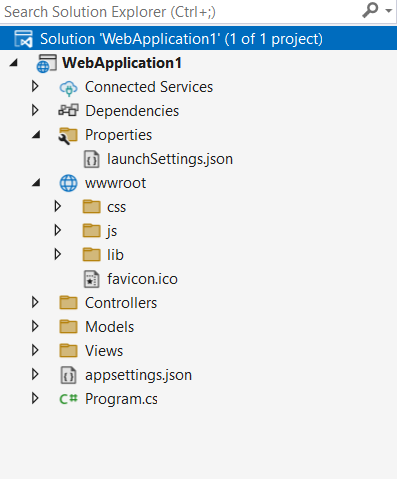 Search Solution Explorer (Ctrl+;)
Solution 'WebApplication1' (1 of 1 project)
WebApplication1
Connected Services
Dependencies
Properties
launchSettings.json
wwwroot
css
js
lib
favicon.ico
Controllers
Models
Views
appsettings.json
C# Program.cs